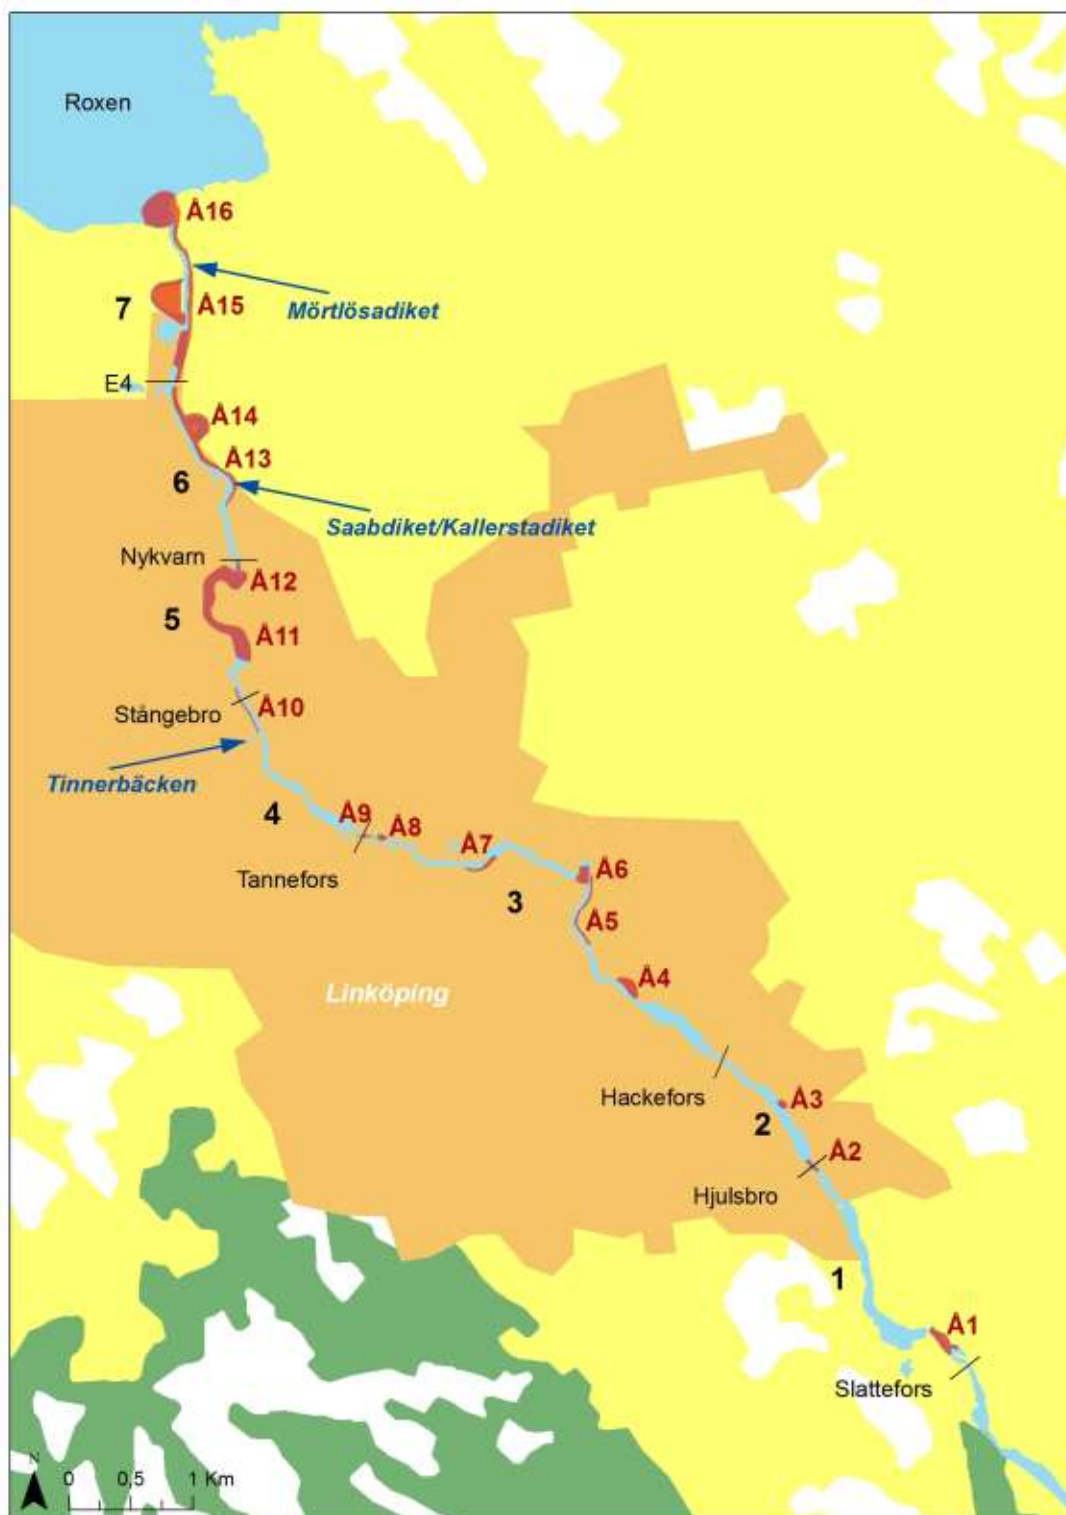 Roxen
Å16
Mörtlösadiket
7
Å15
E4
Å14
Å13
6
Saabdiket/Kallerstadiket
Nykvarn
Å12
5
Å11
Å10
Stångebro
Tinnerbäcken
4
Å9
Å8
Å7
Tannefors
Å6
3
Å5
Linköping
Å4
Hackefors
Å3
2
Å2
Hjulsbro
1
Å1
Slattefors
N
0 0,5 1 Km